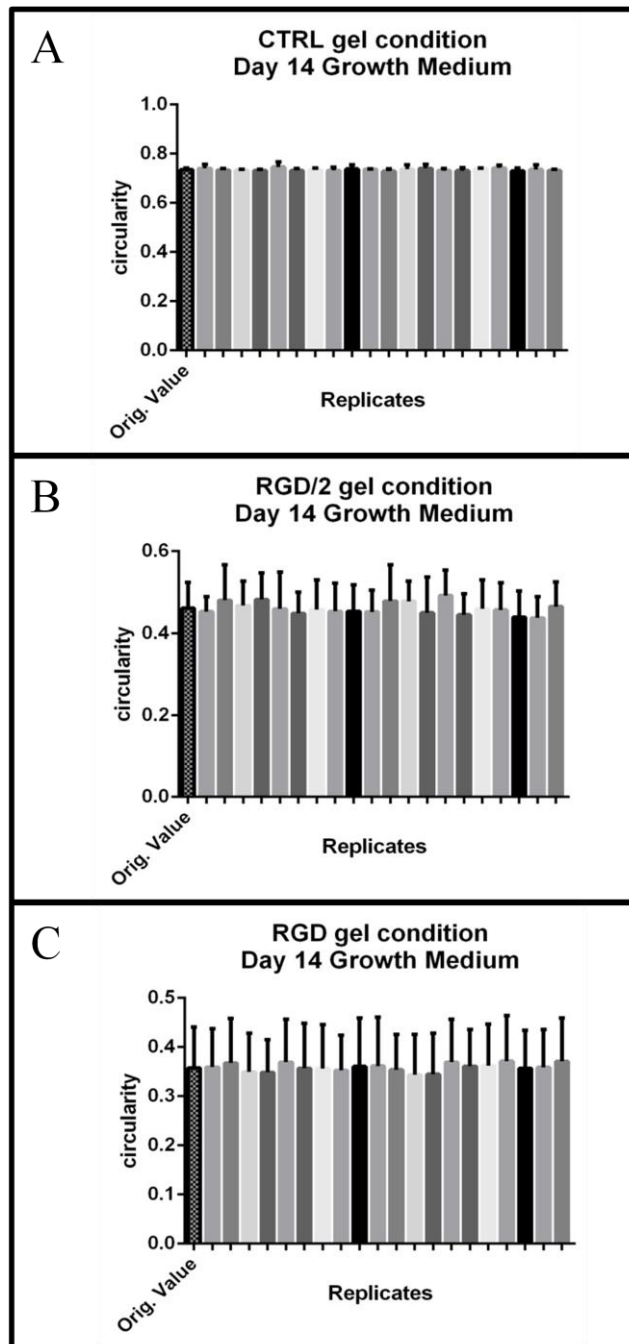 A
CTRL gel condition
Day 14 Growth Medium
1.0
0.8
0.6
0.4
0.2
0.0
circularity
Orig. Value
Replicates
B
RGD/2 gel condition
Day 14 Growth Medium
0.6
0.4
0.2
0.0
circularity
Orig. Value
Replicates
C
RGD gel condition
Day 14 Growth Medium
0.5
0.4
0.3
0.2
0.1
0.0
circularity
Orig. Value
Replicates